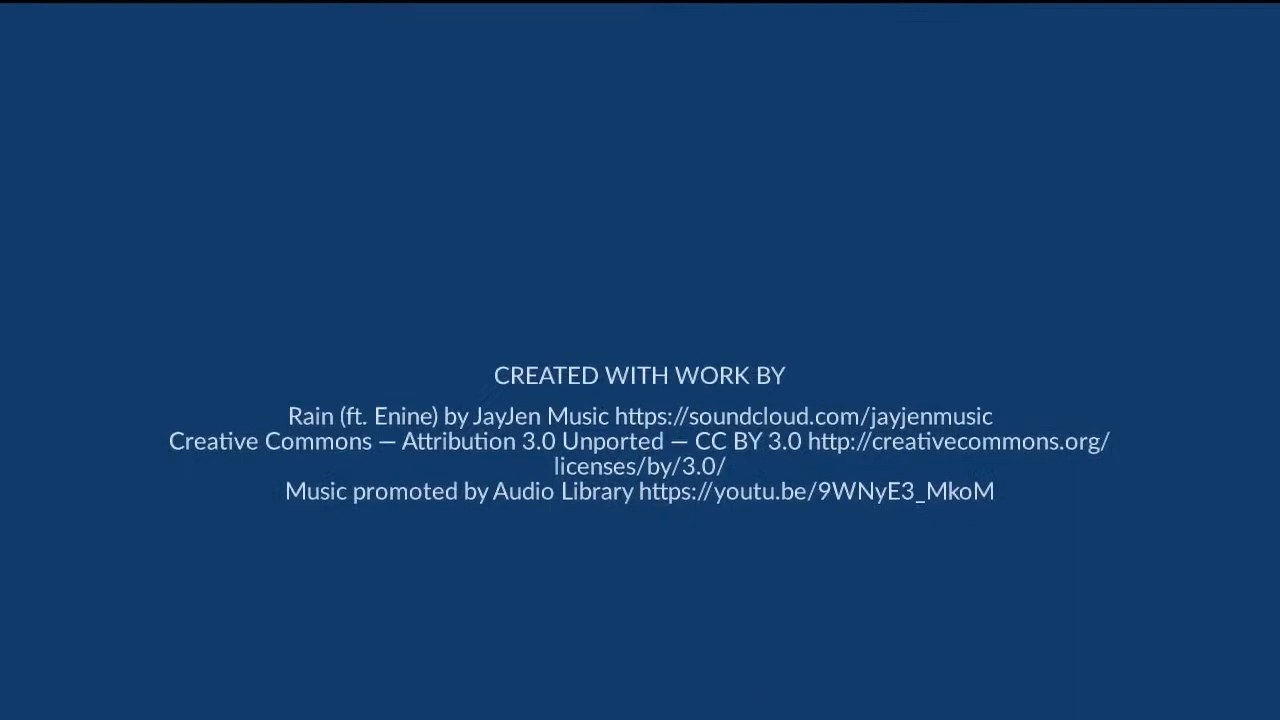 CREATED WITH WORK BY
Rain (ft. Enine) by JayJen Music https://soundcloud.com/jayjenmusic
Creative Commons — Attribution 3.0 Unported — CC BY 3.0 http://creativecommons.org/
licenses/by/3.0/
Music promoted by Audio Library https://youtu.be/9WNyE3_MkoM